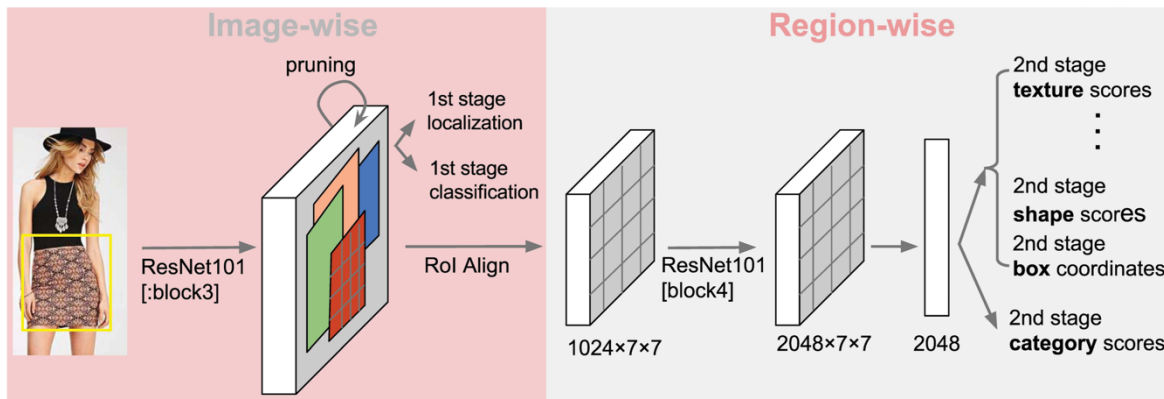 Image-wise
Region-wise
pruning
1st stage
localization
1st stage
classification
ResNet101
[:block3]
RoI Align
1024×7×7
ResNet101
[block4]
2048×7×7
2048
2nd stage
texture scores
2nd stage
shape scores
2nd stage
box coordinates
2nd stage
category scores